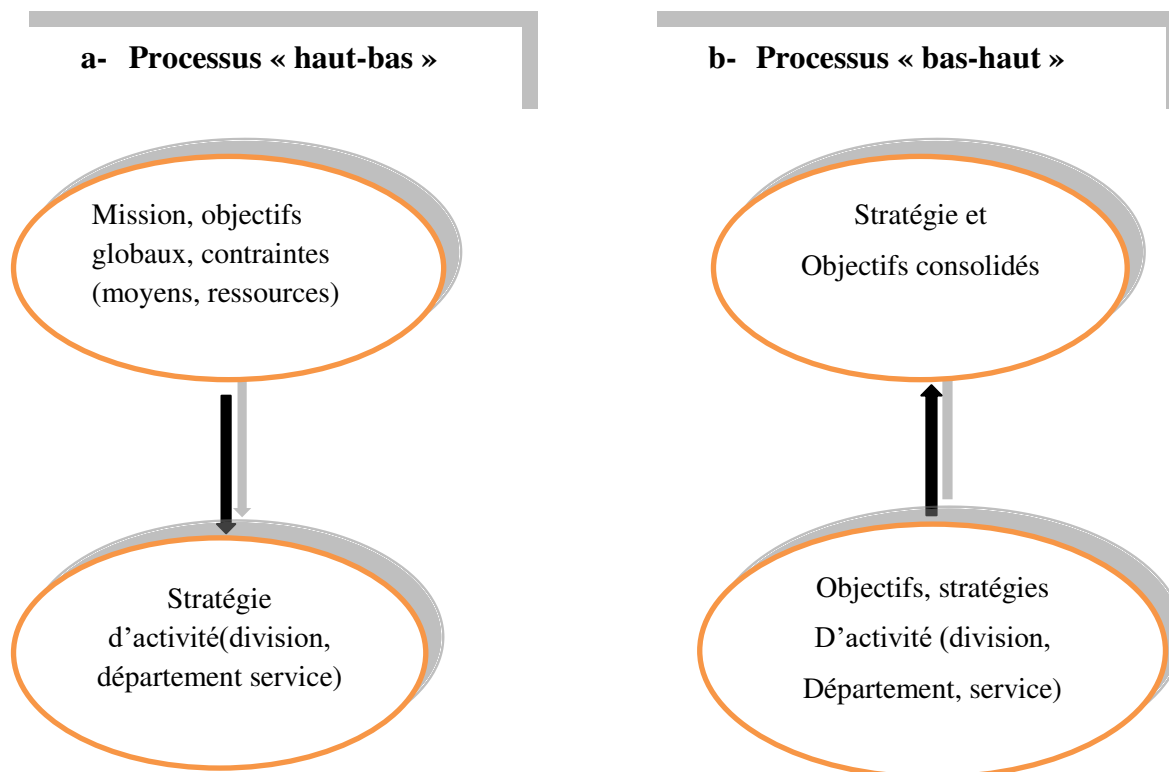 a- Processus « haut-bas »
Mission, objectifs
globaux, contraintes
(moyens, ressources)
Stratégie
d’activité(division,
département service)
b- Processus « bas-haut »
Stratégie et
Objectifs consolidés
Objectifs, stratégies
D’activité (division,
Département, service)